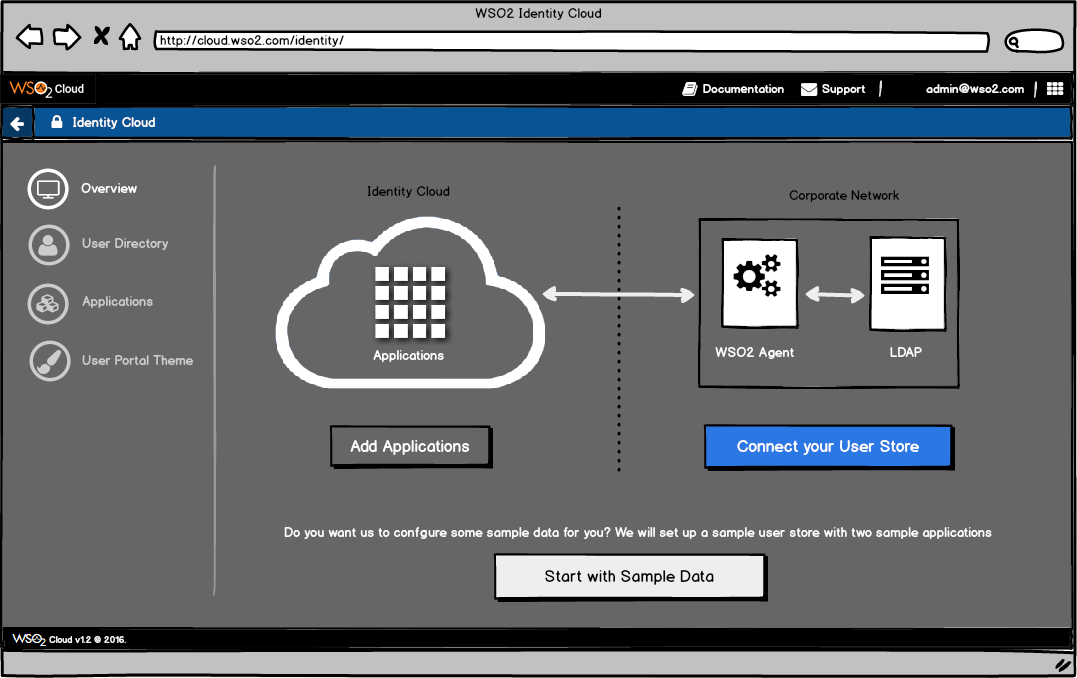 WSO2 Identity Cloud
http://cloud.wso2.com/identity/
WSO2 Cloud
Documentation
Support
admin@wso2.com
Identity Cloud
Overview
User Directory
Applications
User Portal Theme
Identity Cloud
Applications
Add Applications
Corporate Network
WSO2 Agent
LDAP
Connect your User Store
Do you want us to confgure some sample data for you? We will set up a sample user store with two sample applications
Start with Sample Data
WSO2 Cloud v1.2 © 2016.